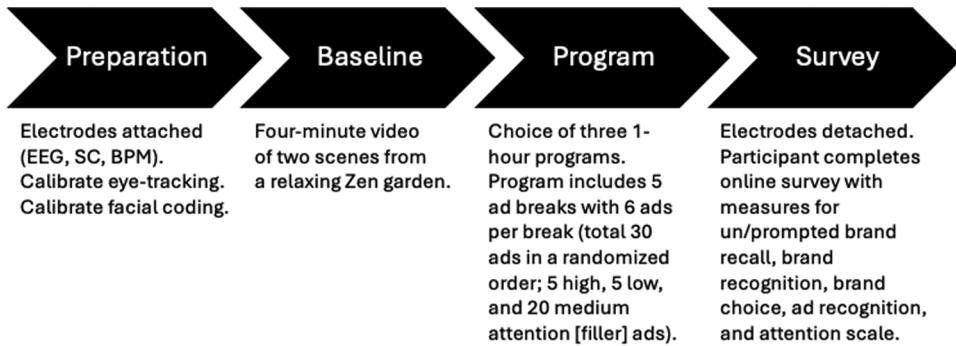 Preparation
Electrodes attached
(EEG, SC, BPM).
Calibrate eye-tracking.
Calibrate facial coding.
Baseline
Four-minute video
of two scenes from
a relaxing Zen garden.
Program
Choice of three 1-
hour programs.
Program includes 5
ad breaks with 6 ads
per break (total 30
ads in a randomized
order; 5 high, 5 low,
and 20 medium
attention [filler] ads).
Survey
Electrodes detached.
Participant completes
online survey with
measures for
un/prompted brand
recall, brand
recognition, brand
choice, ad recognition,
and attention scale.